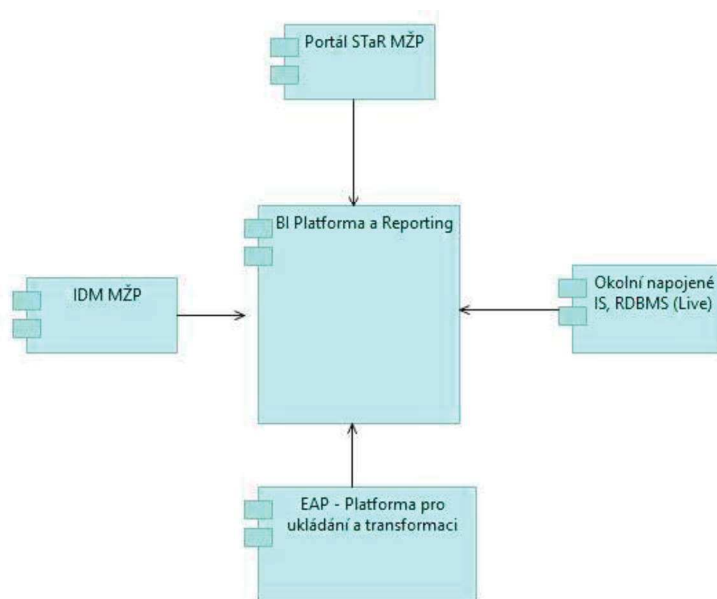 Portál STaR MŽP
BI Platforma a Reporting
IDM MŽP
Okolní napojené
IS, RDBMS (Live)
EAP - Platforma pro
ukládání a transformaci